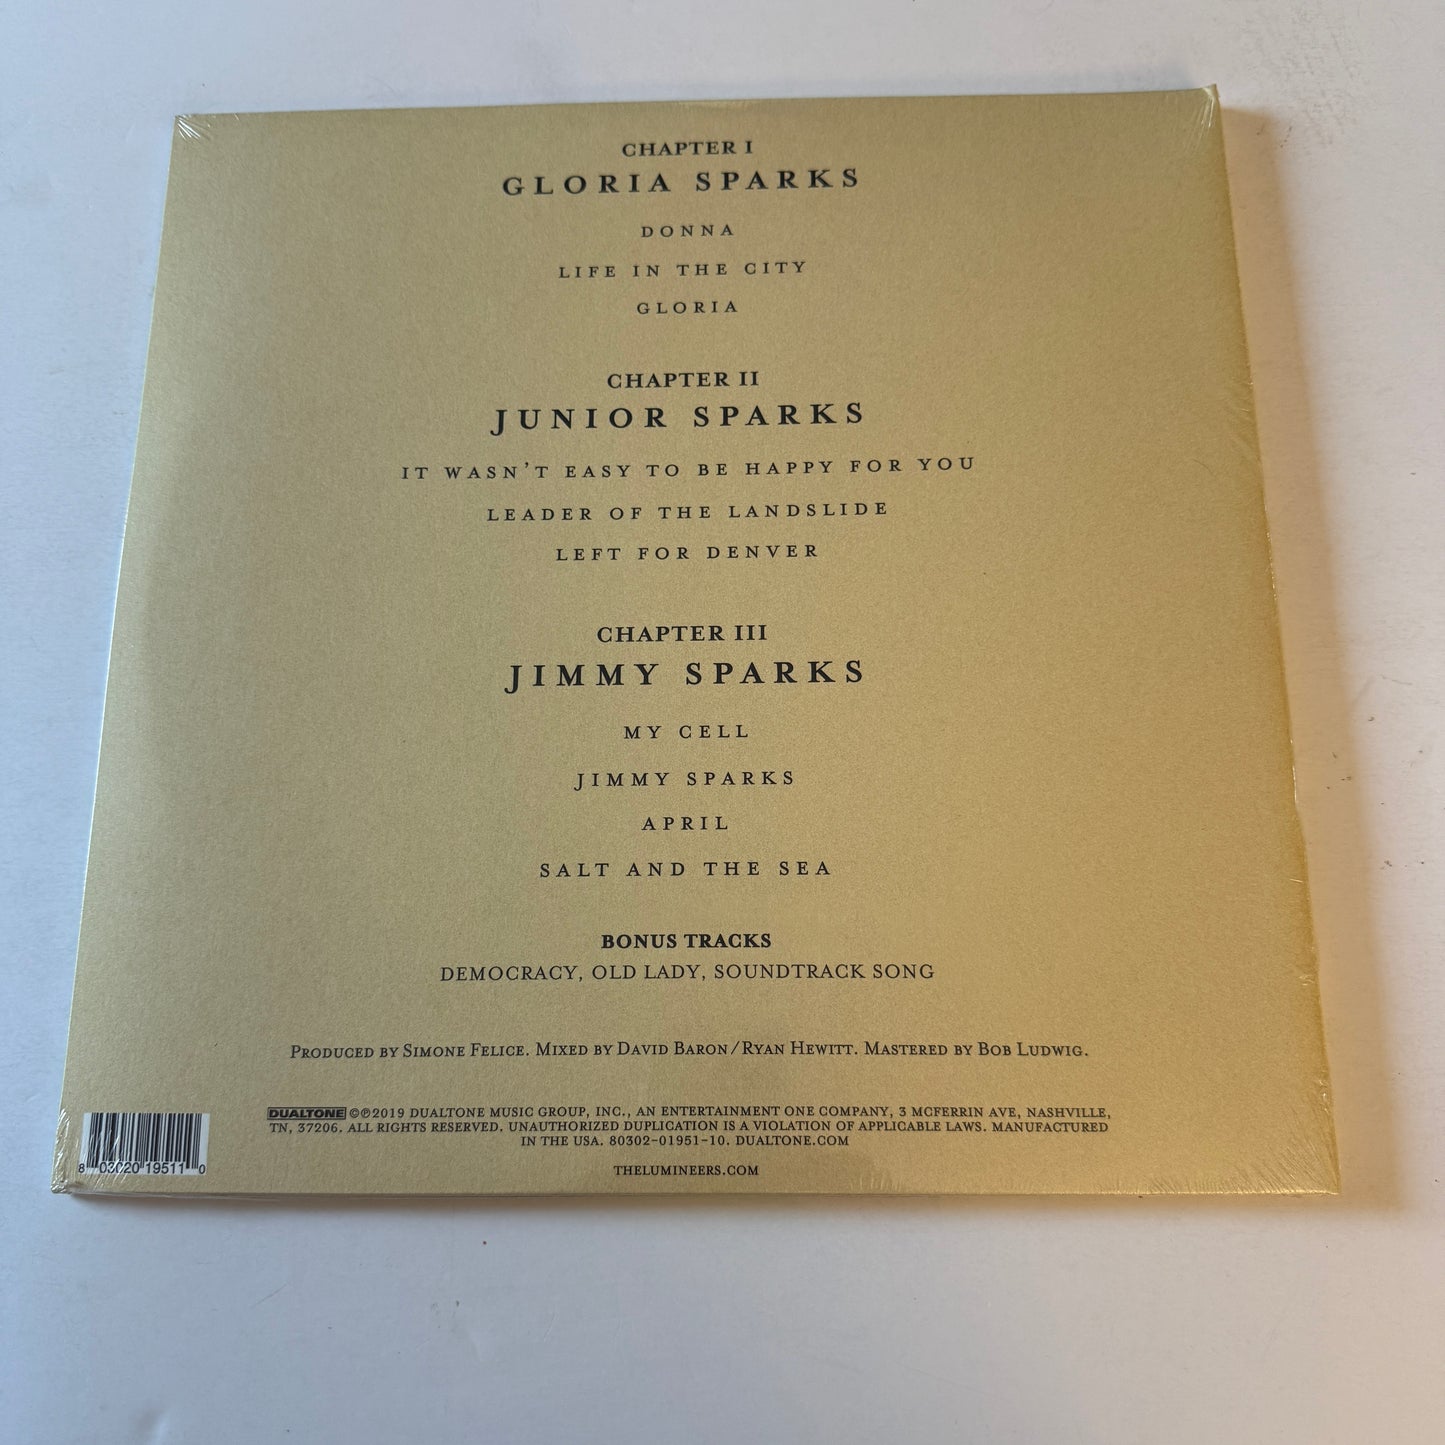 CHAPTER I
GLORIA SPARKS
DONNA
LIFE IN THE CITY
GLORIA
CHAPTER II
JUNIOR SPARKS
IT WASN'T EASY TO BE HAPPY FOR YOU
LEADER OF THE LANDSLIDE
LEFT FOR DENVER
CHAPTER III
JIMMY SPARKS
MY CELL
JIMMY SPARKS
APRIL
SALT AND THE SEA
BONUS TRACKS
DEMOCRACY, OLD LADY, SOUNDTRACK SONG
PRODUCED BY SIMONE FELICE. MIXED BY DAVID BARON/RYAN HEWITT. MASTERED BY BOB LUDWIG.
DUALTONE ©℗2019 DUALTONE MUSIC GROUP, INC., AN ENTERTAINMENT ONE COMPANY, 3 MCFERRIN AVE, NASHVILLE,
TN, 37206. ALL RIGHTS RESERVED. UNAUTHORIZED DUPLICATION IS A VIOLATION OF APPLICABLE LAWS. MANUFACTURED
IN THE USA. 80302-01951-10. DUALTONE.COM
THELUMINEERS.COM
8 03020 19511 0